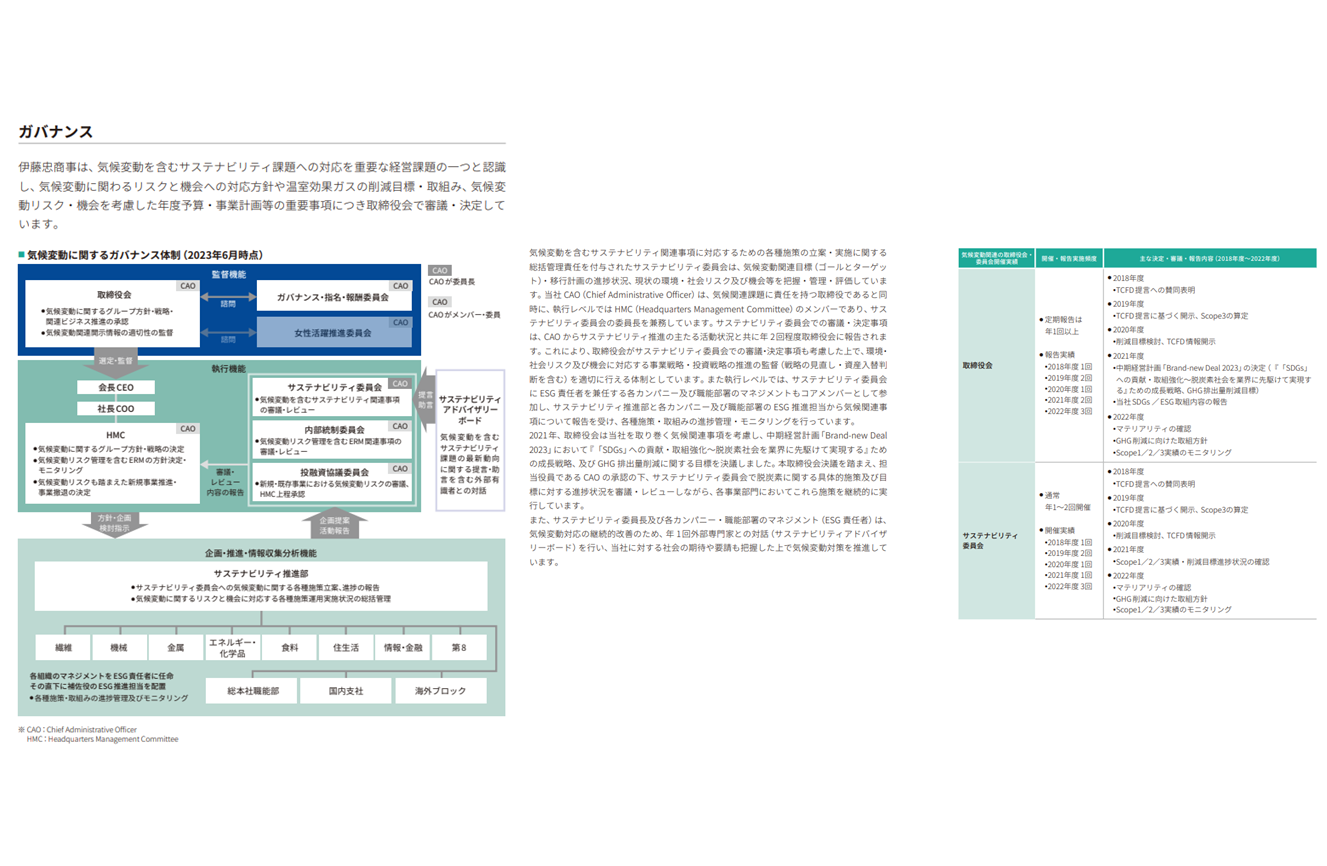 ガバナンス
伊藤忠商事は、気候変動を含むサステナビリティ課題への対応を重要な経営課題の一つと認識
し、気候変動に関わるリスクと機会への対応方針や温室効果ガスの削減目標・取組み、気候変
動リスク・機会を考慮した年度予算・事業計画等の重要事項につき取締役会で審議・決定して
います。
■ 気候変動に関するガバナンス体制（2023年6月時点）
監督機能
CAO
取締役会
●気候変動に関するグループ方針・戦略・
関連ビジネス推進の承認
●気候変動関連開示情報の適切性の監督
諮問
諮問
CAO
ガバナンス・指名・報酬委員会
CAO
女性活躍推進委員会
CAO
CAOが委員長
CAO
CAOがメンバー・委員
選定・監督
執行機能
会長CEO
社長COO
CAO
HMC
●気候変動に関するグループ方針・戦略の決定
●気候変動リスク管理を含むERMの方針決定・
モニタリング
●気候変動リスクも踏まえた新規事業推進・
事業撤退の決定
審議・
レビュー
内容の報告
CAO
サステナビリティ委員会
●気候変動を含むサステナビリティ関連事項
の審議・レビュー
CAO
内部統制委員会
●気候変動リスク管理を含むERM関連事項の
審議・レビュー
CAO
投融資協議委員会
●新規・既存事業における気候変動リスクの審議、
HMC上程承認
提言
助言
サステナビリティ
アドバイザリー
ボード
気候変動を含む
サステナビリティ
課題の最新動向
に関する提言・助
言を含む外部有
識者との対話
方針・企画
検討指示
企画提案
活動報告
企画・推進・情報収集分析機能
サステナビリティ推進部
●サステナビリティ委員会への気候変動に関する各種施策立案、進捗の報告
●気候変動に関するリスクと機会に対応する各種施策運用実施状況の総括管理
繊維
機械
金属
エネルギー・
化学品
食料
住生活
情報・金融
第8
各組織のマネジメントをESG責任者に任命
その直下に補佐役のESG推進担当を配置
●各種施策・取組みの進捗管理及びモニタリング
総本社職能部
国内支社
海外ブロック
※ CAO：Chief Administrative Officer
HMC：Headquarters Management Committee
気候変動を含むサステナビリティ関連事項に対応するための各種施策の立案・実施に関する
総括管理責任を付与されたサステナビリティ委員会は、気候変動関連目標（ゴールとターゲッ
ト）・移行計画の進捗状況、現状の環境・社会リスク及び機会等を把握・管理・評価していま
す。当社CAO（Chief Administrative Officer）は、気候関連課題に責任を持つ取締役であると同
時に、執行レベルではHMC（Headquarters Management Committee）のメンバーであり、サス
テナビリティ委員会の委員長を兼務しています。サステナビリティ委員会での審議・決定事項
は、CAOからサステナビリティ推進の主たる活動状況と共に年2回程度取締役会に報告されま
す。これにより、取締役会がサステナビリティ委員会での審議・決定事項も考慮した上で、環境・
社会リスク及び機会に対応する事業戦略・投資戦略の推進の監督（戦略の見直し・資産入替判
断を含む）を適切に行える体制としています。また執行レベルでは、サステナビリティ委員会
にESG責任者を兼任する各カンパニー及び職能部署のマネジメントもコアメンバーとして参
加し、サステナビリティ推進部と各カンパニー及び職能部署のESG推進担当から気候関連事
項について報告を受け、各種施策・取組みの進捗管理・モニタリングを行っています。
2021年、取締役会は当社を取り巻く気候関連事項を考慮し、中期経営計画「Brand-new Deal
2023」において『「SDGs」への貢献・取組強化～脱炭素社会を業界に先駆けて実現する』ため
の成長戦略、及びGHG排出量削減に関する目標を決議しました。本取締役会決議を踏まえ、担
当役員であるCAOの承認の下、サステナビリティ委員会で脱炭素に関する具体的施策及び目
標に対する進捗状況を審議・レビューしながら、各事業部門においてこれら施策を継続的に実
行しています。
また、サステナビリティ委員長及び各カンパニー・職能部署のマネジメント（ESG責任者）は、
気候変動対応の継続的改善のため、年1回外部専門家との対話（サステナビリティアドバイザ
リーボード）を行い、当社に対する社会の期待や要請も把握した上で気候変動対策を推進して
います。
気候変動関連の取締役会・
委員会開催実績
開催・報告実施頻度
主な決定・審議・報告内容（2018年度～2022年度）
取締役会
●定期報告は
年1回以上
●報告実績
•2018年度 1回
•2019年度 2回
•2020年度 1回
•2021年度 2回
•2022年度 3回
●2018年度
•TCFD提言への賛同表明
●2019年度
•TCFD提言に基づく開示、Scope3の算定
●2020年度
•削減目標検討、TCFD情報開示
●2021年度
•中期経営計画「Brand-new Deal 2023」の決定（『「SDGs」
への貢献・取組強化～脱炭素社会を業界に先駆けて実現す
る』ための成長戦略、GHG排出量削減目標）
•当社SDGs／ESG取組内容の報告
●2022年度
•マテリアリティの確認
•GHG削減に向けた取組方針
•Scope1／2／3実績のモニタリング
サステナビリティ
委員会
●通常
年1～2回開催
●開催実績
•2018年度 1回
•2019年度 2回
•2020年度 1回
•2021年度 1回
•2022年度 3回
●2018年度
•TCFD提言への賛同表明
●2019年度
•TCFD提言に基づく開示、Scope3の算定
●2020年度
•削減目標検討、TCFD情報開示
●2021年度
•Scope1／2／3実績・削減目標進捗状況の確認
●2022年度
•マテリアリティの確認
•GHG削減に向けた取組方針
•Scope1／2／3実績のモニタリング